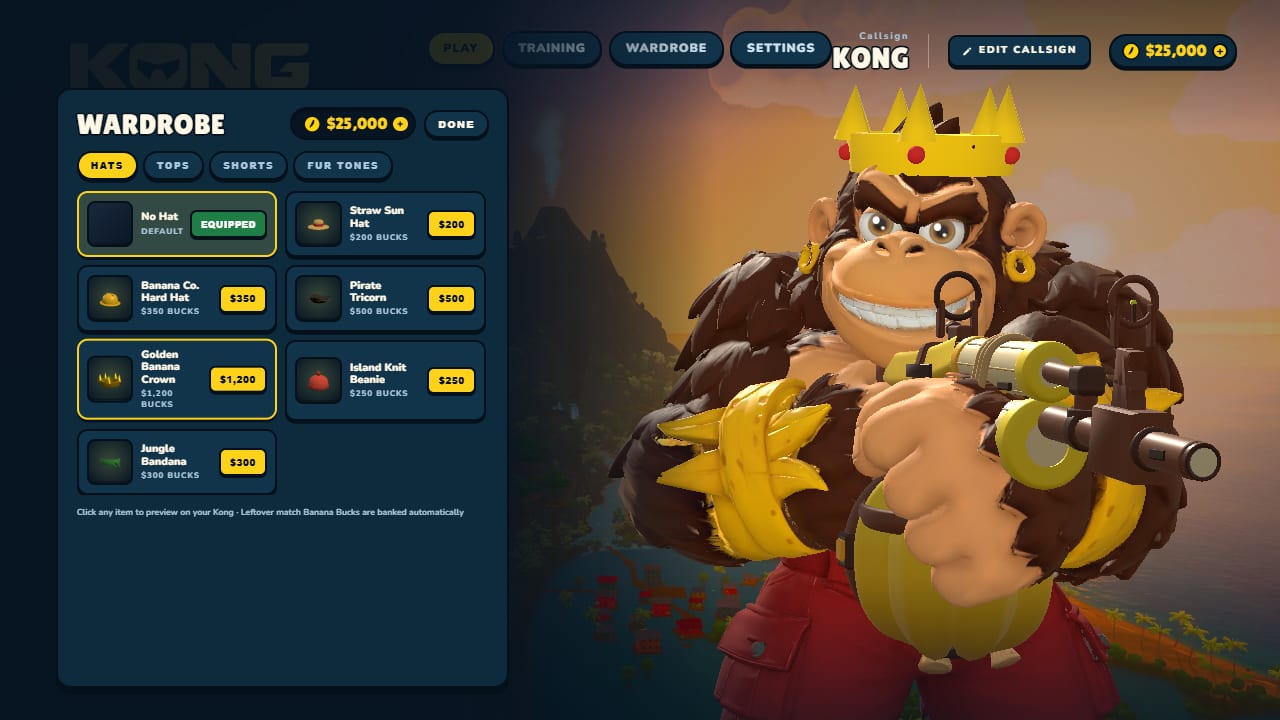 KONG
PLAY
TRAINING
WARDROBE
SETTINGS
Callsign
KONG
EDIT CALLSIGN
$25,000
WARDROBE
$25,000
DONE
HATS
TOPS
SHORTS
FUR TONES
No Hat
DEFAULT
EQUIPPED
Straw Sun
Hat
$200 BUCKS
$200
Banana Co.
Hard Hat
$350 BUCKS
$350
Pirate
Tricorn
$500 BUCKS
$500
Golden
Banana
Crown
$1,200
BUCKS
$1,200
Island Knit
Beanie
$250 BUCKS
$250
Jungle
Bandana
$300 BUCKS
$300
Click any item to preview on your Kong · Leftover match Banana Bucks are banked automatically